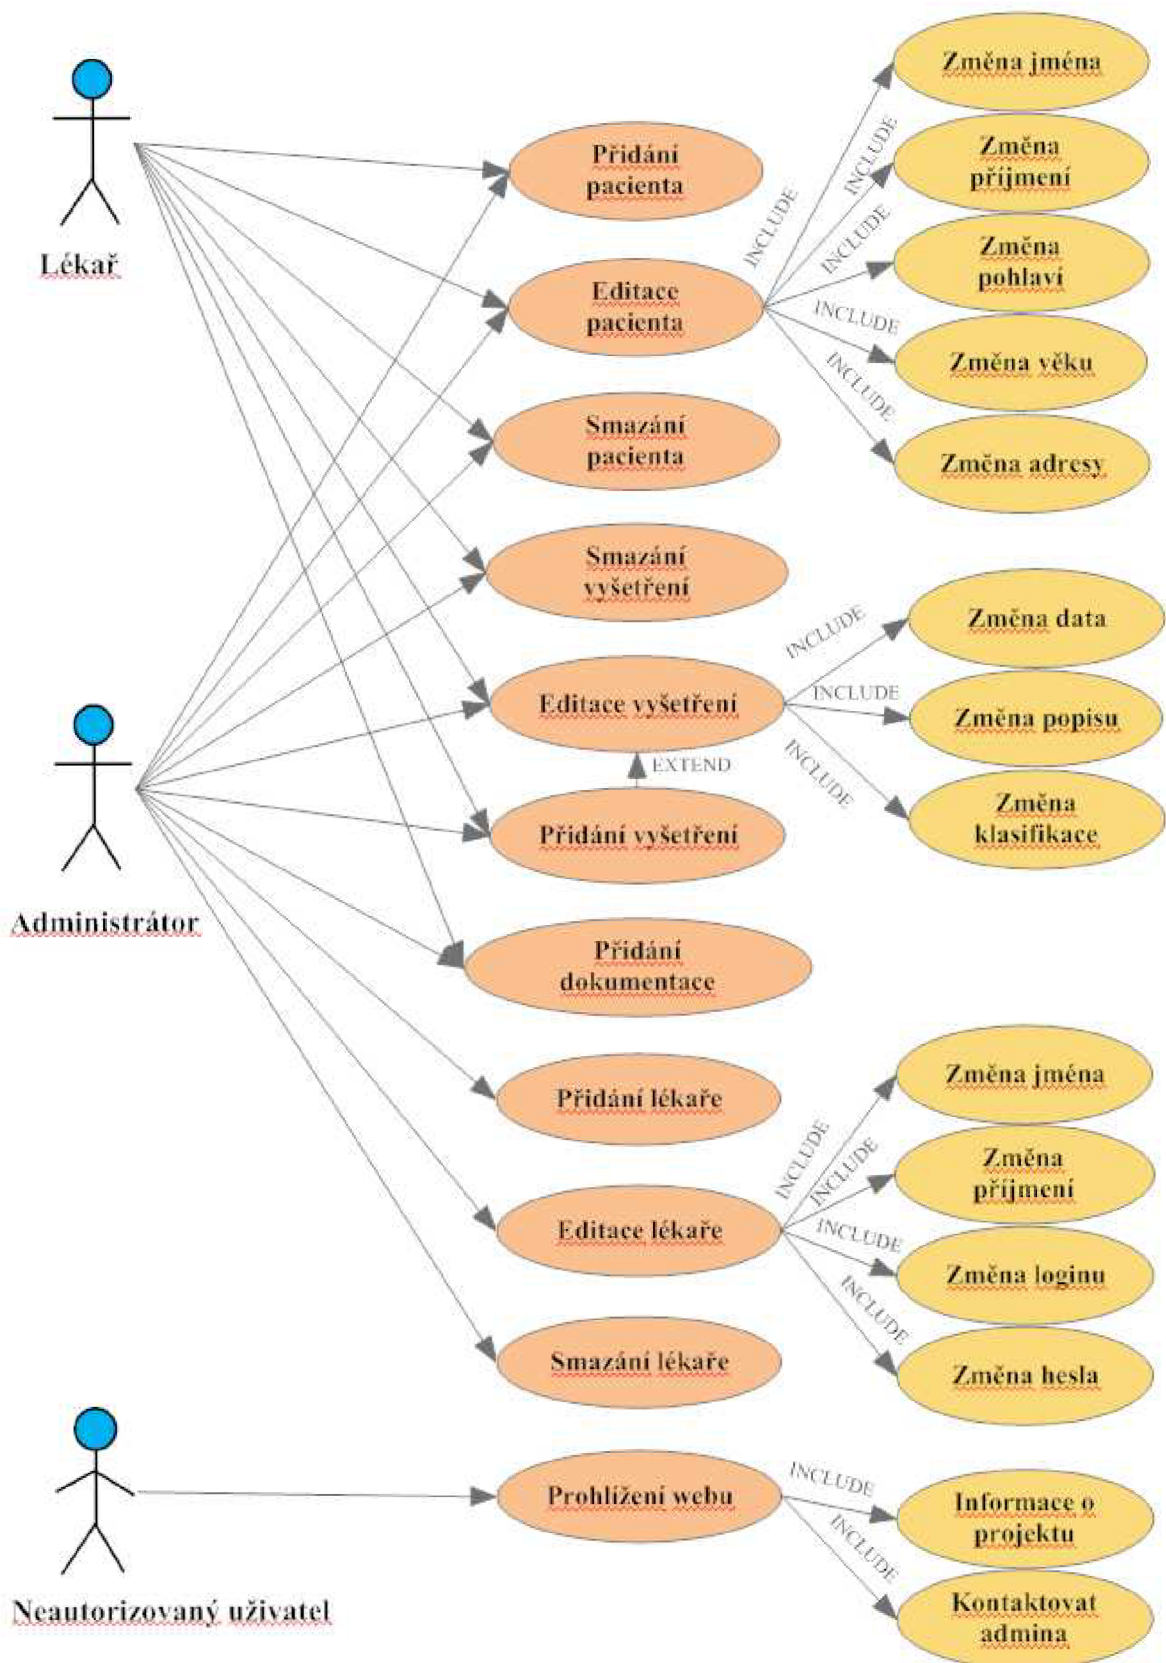 Lékař
Administrátor
Neautorizovaný uživatel
Přidání
pacienta
Editace
pacienta
Smazání
pacienta
Smazání
vyšetření
Editace vyšetření
EXTEND
Přidání vyšetření
Přidání
dokumentace
Přidání lékaře
Editace lékaře
Smazání lékaře
Prohlížení webu
INCLUDE
INCLUDE
INCLUDE
INCLUDE
INCLUDE
Změna jména
Změna
příjmení
Změna
pohlaví
Změna věku
Změna adresy
INCLUDE
INCLUDE
INCLUDE
Změna data
Změna popisu
Změna
klasifikace
INCLUDE
INCLUDE
INCLUDE
INCLUDE
Změna jména
Změna
příjmení
Změna loginu
Změna hesla
INCLUDE
INCLUDE
Informace o
projektu
Kontaktovat
admina